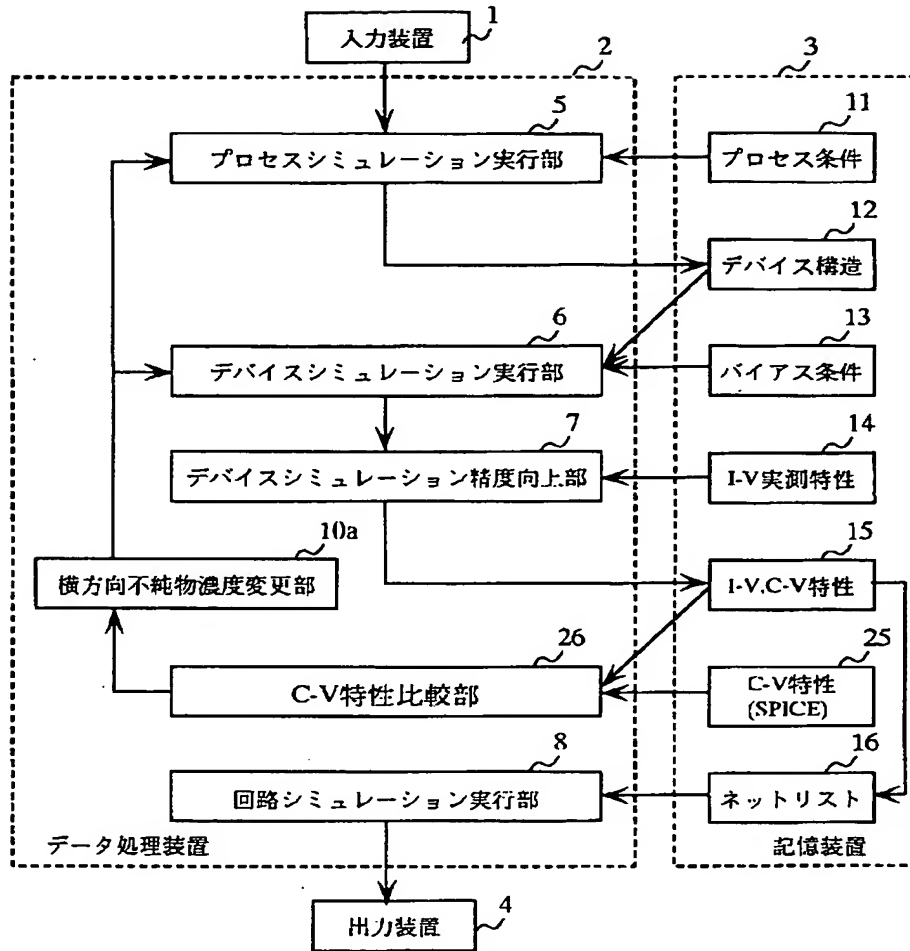 1
入力装置
2
3
5
プロセスシミュレーション実行部
11
プロセス条件
12
デバイス構造
6
デバイスシミュレーション実行部
13
バイアス条件
7
デバイスシミュレーション精度向上部
14
I-V実測特性
10a
横方向不純物濃度変更部
15
I-V,C-V特性
26
C-V特性比較部
25
C-V特性
(SPICE)
8
回路シミュレーション実行部
16
ネットリスト
データ処理装置
記憶装置
出力装置
4